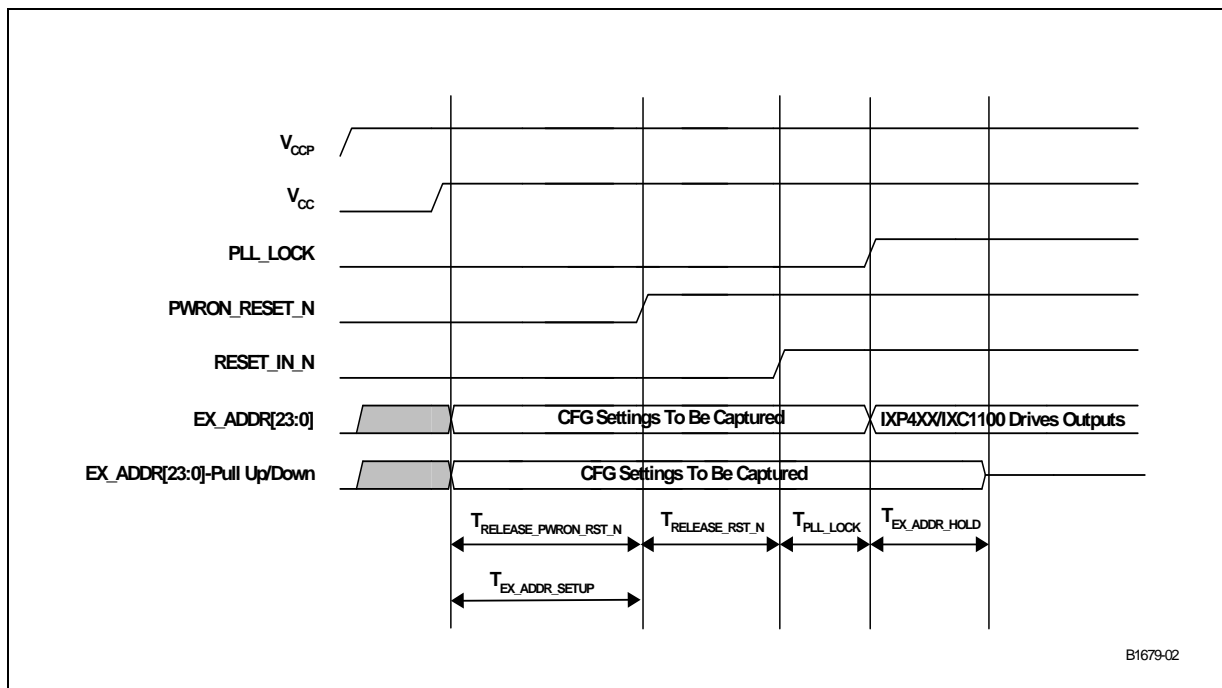 VCCP
VCC
PLL_LOCK
PWRON_RESET_N
RESET_IN_N
EX_ADDR[23:0] CFG Settings To Be Captured IXP4XX/IXC1100 Drives Outputs
EX_ADDR[23:0]-Pull Up/Down CFG Settings To Be Captured
TRELEASE_PWRON_RST_N TRELEASE_RST_N TPLL_LOCK TEX_ADDR_HOLD
TEX_ADDR_SETUP
B1679-02